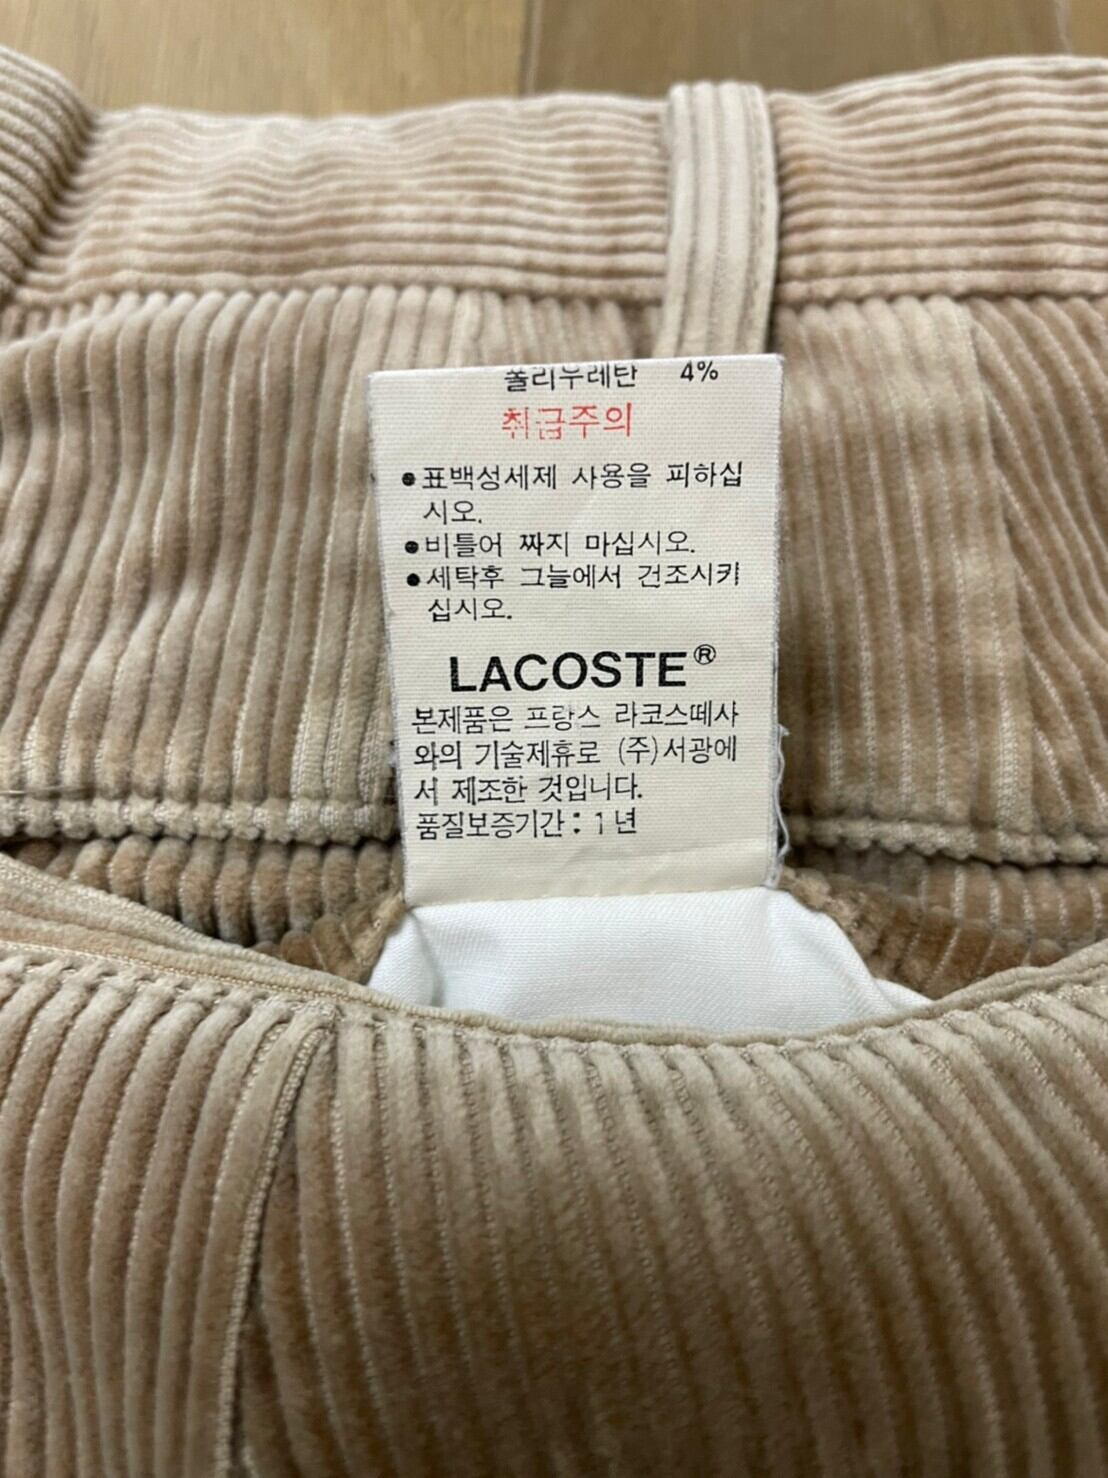 폴리우레탄 4%
취급주의
●표백성세제 사용을 피하십
시오.
●비틀어 짜지 마십시오.
●세탁후 그늘에서 건조시키
십시오.
LACOSTE®
본제품은 프랑스 라코스떼사
와의 기술제휴로 (주)서광에
서 제조한 것입니다.
품질보증기간 : 1년